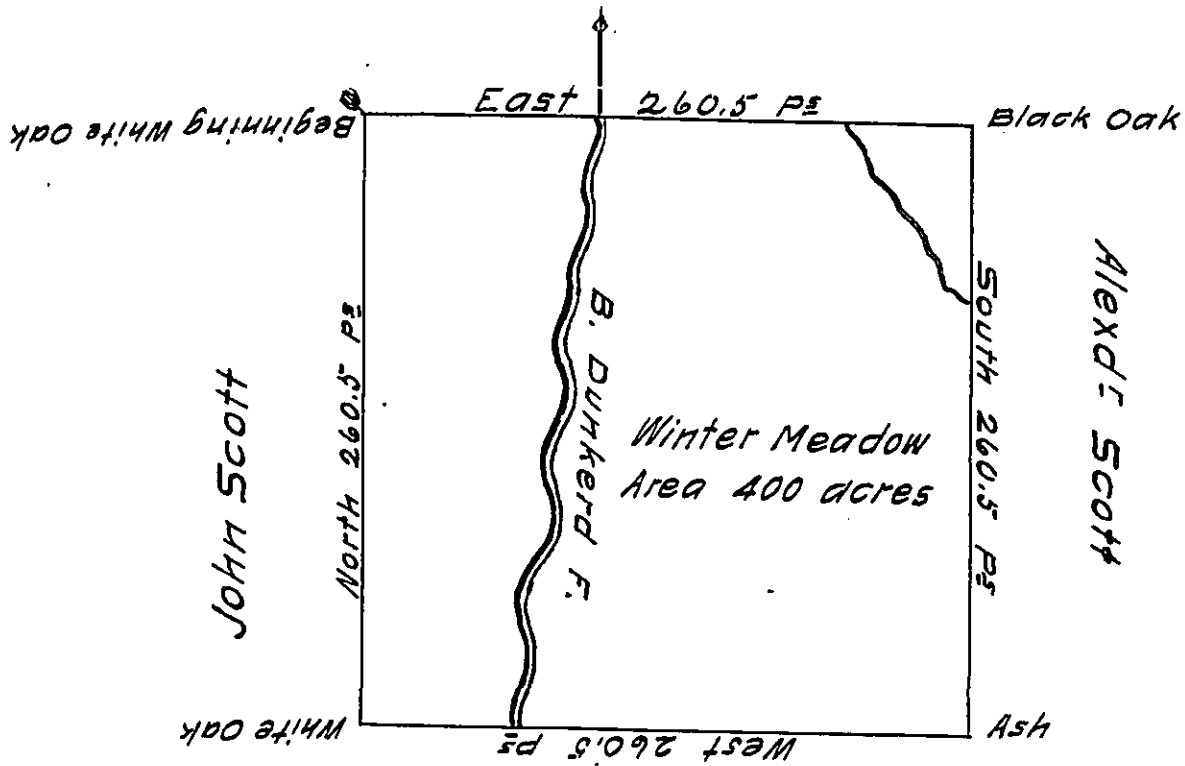 East 260.5 Ps
Beginning White Oak
Black Oak
Alexdr Scott
South 260.5 Ps
B. Dunkerd F.
Winter Meadow
Area 400 acres
North 260.5 Ps
John Scott
White Oak
West 260.5 Ps
Ash